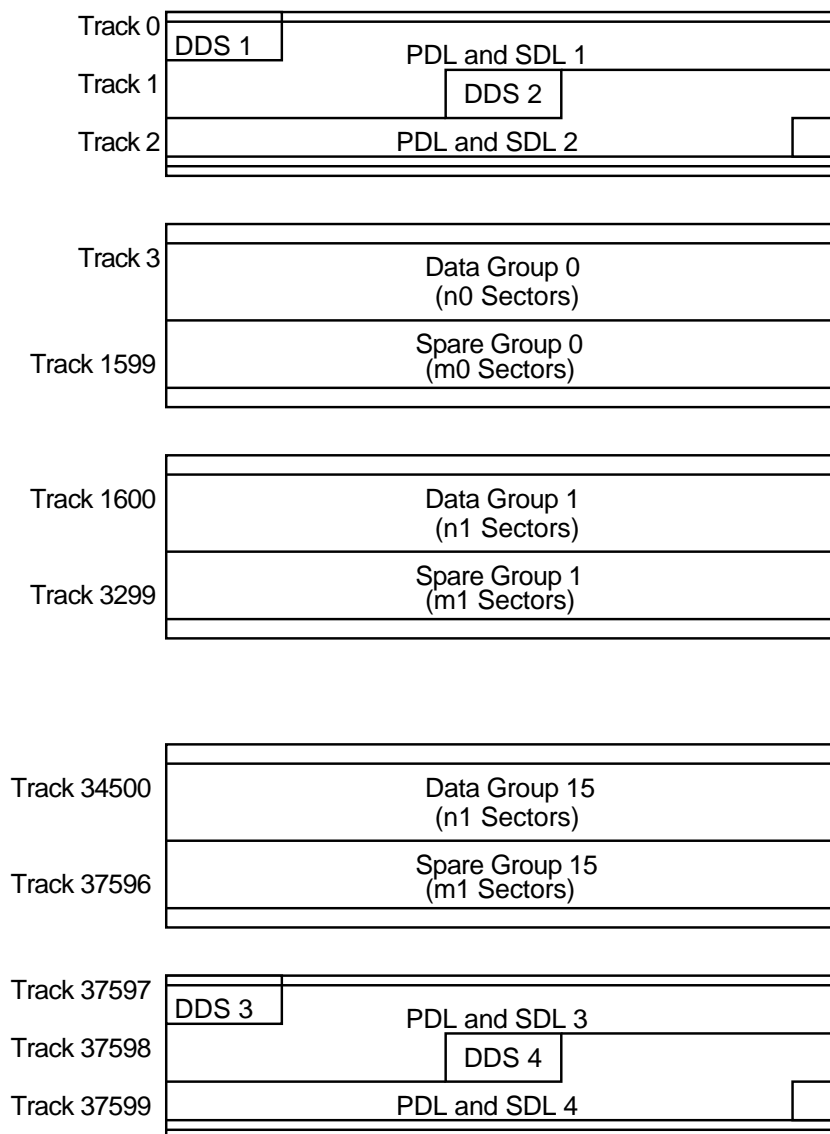 Track 0
DDS 1
PDL and SDL 1
Track 1
DDS 2
Track 2
PDL and SDL 2
Track 3
Data Group 0
(n0 Sectors)
Spare Group 0
Track 1599
(m0 Sectors)
Track 1600
Data Group 1
(n1 Sectors)
Spare Group 1
Track 3299
(m1 Sectors)
Track 34500
Data Group 15
(n1 Sectors)
Spare Group 15
Track 37596
(m1 Sectors)
Track 37597
DDS 3
PDL and SDL 3
Track 37598
DDS 4
Track 37599
PDL and SDL 4